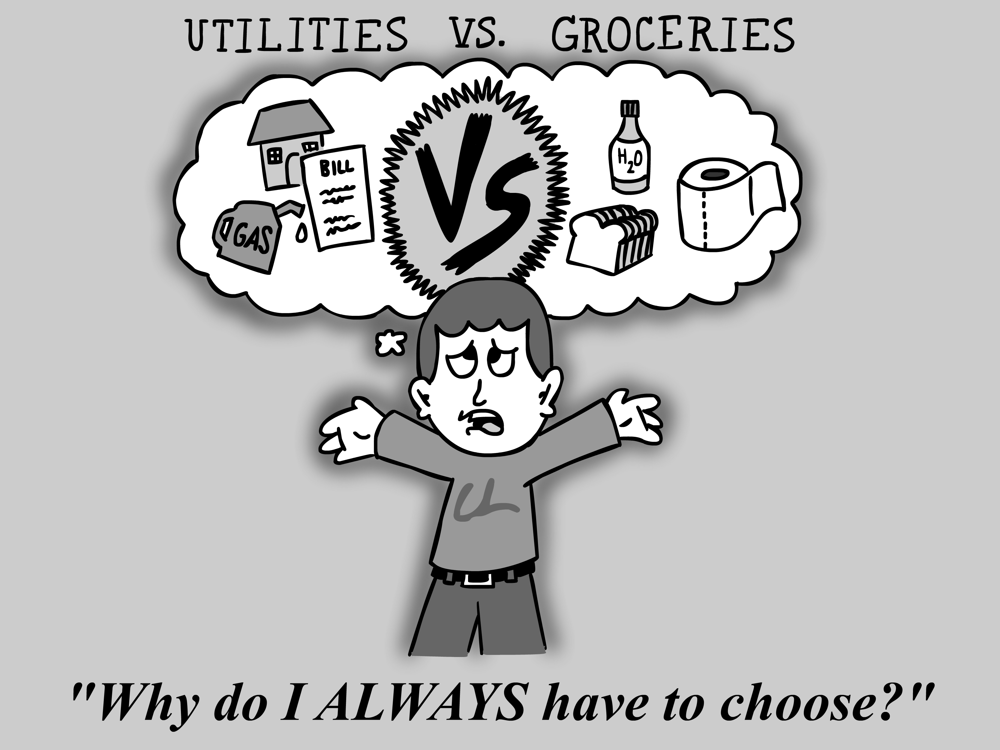 UTILITIES VS. GROCERIES
VS
BILL
H2O
GAS
"Why do I ALWAYS have to choose?"